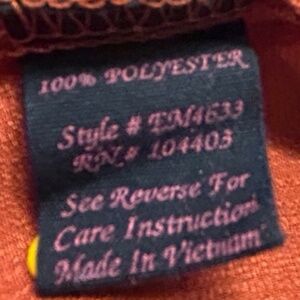 100% POLYESTER
Style # EM4633
RN # 104403
See Reverse For
Care Instructions
Made In Vietnam